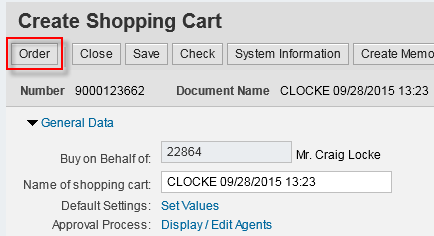 Create Shopping Cart
Order Close Save Check System Information Create Memo
Number 9000123662 Document Name CLOCKE 09/28/2015 13:23
General Data
Buy on Behalf of: 22864 Mr. Craig Locke
Name of shopping cart: CLOCKE 09/28/2015 13:23
Default Settings: Set Values
Approval Process: Display / Edit Agents